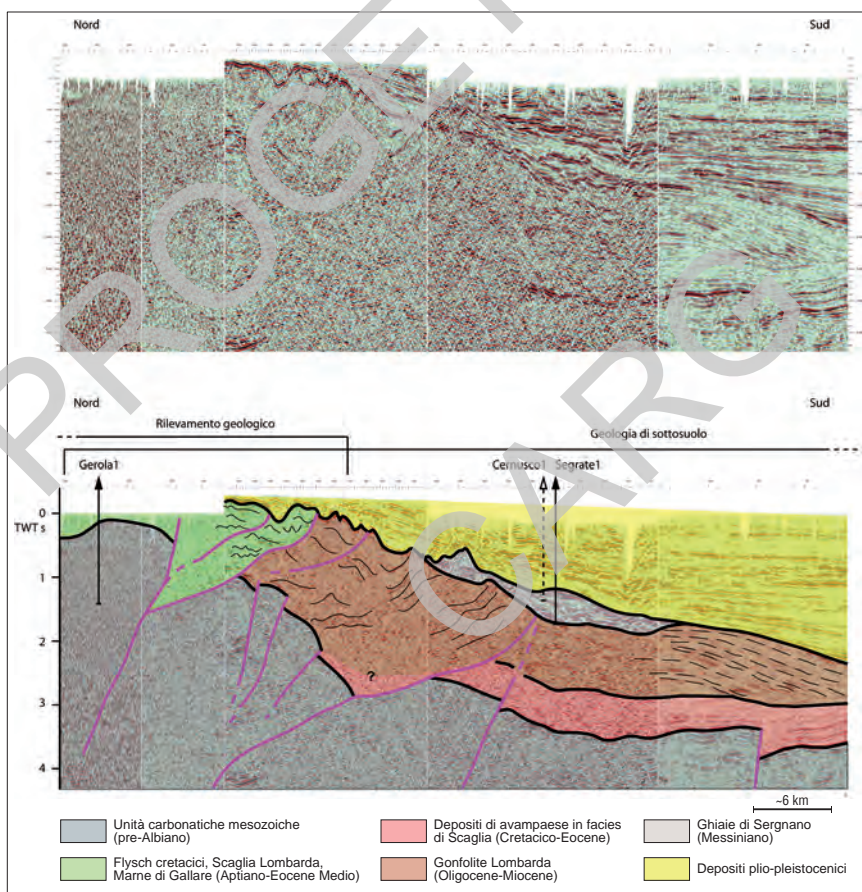 Nord Sud
PROGETTO CARG
Nord Sud
Rilevamento geologico
Geologia di sottosuolo
Gerola1 Cernusco1 Segrate1
0
TWT s
1
2
?
3
4
~6 km
Unità carbonatiche mesozoiche
(pre-Albiano)
Depositi di avampaese in facies
di Scaglia (Cretacico-Eocene)
Ghiaie di Sergnano
(Messiniano)
Flysch cretacici, Scaglia Lombarda,
Marne di Gallare (Aptiano-Eocene Medio)
Gonfolite Lombarda
(Oligocene-Miocene)
Depositi plio-pleistocenici